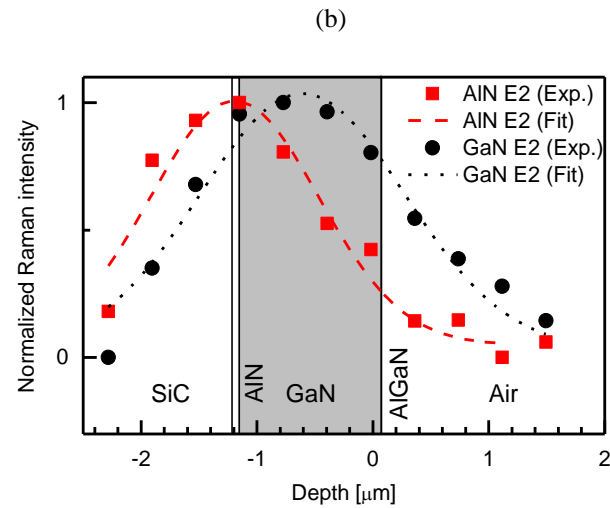 (b)
AlN E2 (Exp.)
AlN E2 (Fit)
GaN E2 (Exp.)
GaN E2 (Fit)
Normalized Raman intensity
1
0
SiC
AlN
GaN
AlGaN
Air
-2 -1 0 1 2
Depth [μm]